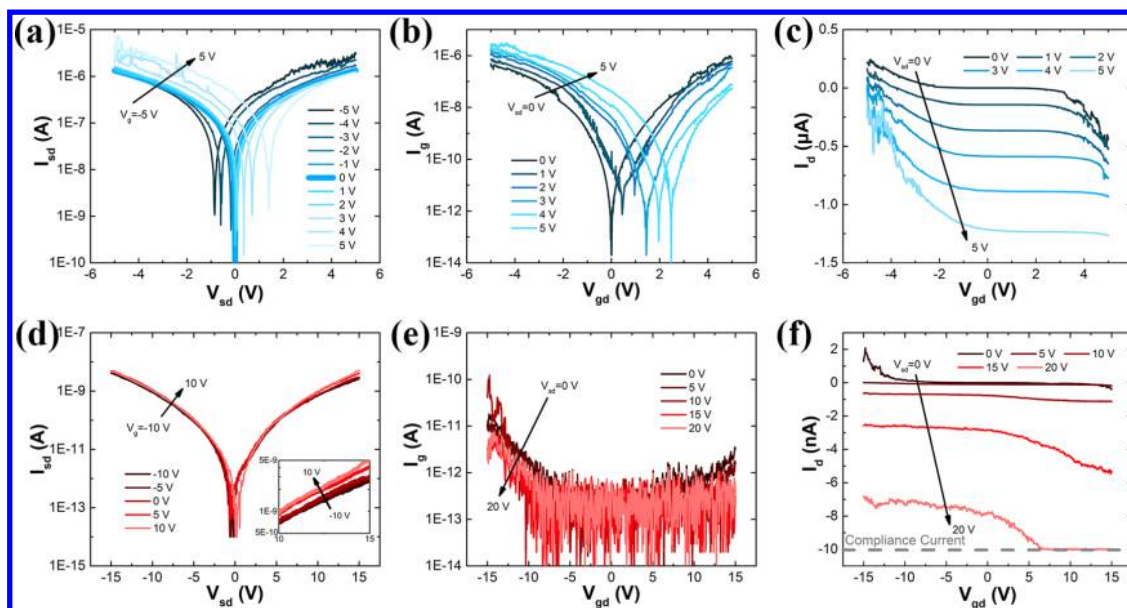 (a)
1E-5
1E-6
1E-7
1E-8
1E-9
1E-10
I_sd (A)
5 V
V_g=-5 V
-5 V
-4 V
-3 V
-2 V
-1 V
0 V
1 V
2 V
3 V
4 V
5 V
-6 -4 -2 0 2 4 6
V_sd (V)
(b)
1E-4
1E-6
1E-8
1E-10
1E-12
1E-14
I_g (A)
5 V
V_sd=0 V
0 V
1 V
2 V
3 V
4 V
5 V
-6 -4 -2 0 2 4 6
V_gd (V)
(c)
0.5
0.0
-0.5
-1.0
-1.5
I_d (μA)
0 V 1 V 2 V
3 V 4 V 5 V
V_sd=0 V
5 V
-6 -4 -2 0 2 4 6
V_gd (V)
(d)
1E-7
1E-9
1E-11
1E-13
1E-15
I_sd (A)
10 V
V_g=-10 V
-10 V
-5 V
0 V
5 V
10 V
5E-9
1E-9
5E-10
10 V
-10 V
10 15
-15 -10 -5 0 5 10 15
V_sd (V)
(e)
1E-9
1E-10
1E-11
1E-12
1E-13
1E-14
I_g (A)
V_sd=0 V
20 V
0 V
5 V
10 V
15 V
20 V
-15 -10 -5 0 5 10 15
V_gd (V)
(f)
2
0
-2
-4
-6
-8
-10
I_d (nA)
0 V 5 V 10 V
15 V 20 V
V_sd=0 V
20 V
Compliance Current
-15 -10 -5 0 5 10 15
V_gd (V)